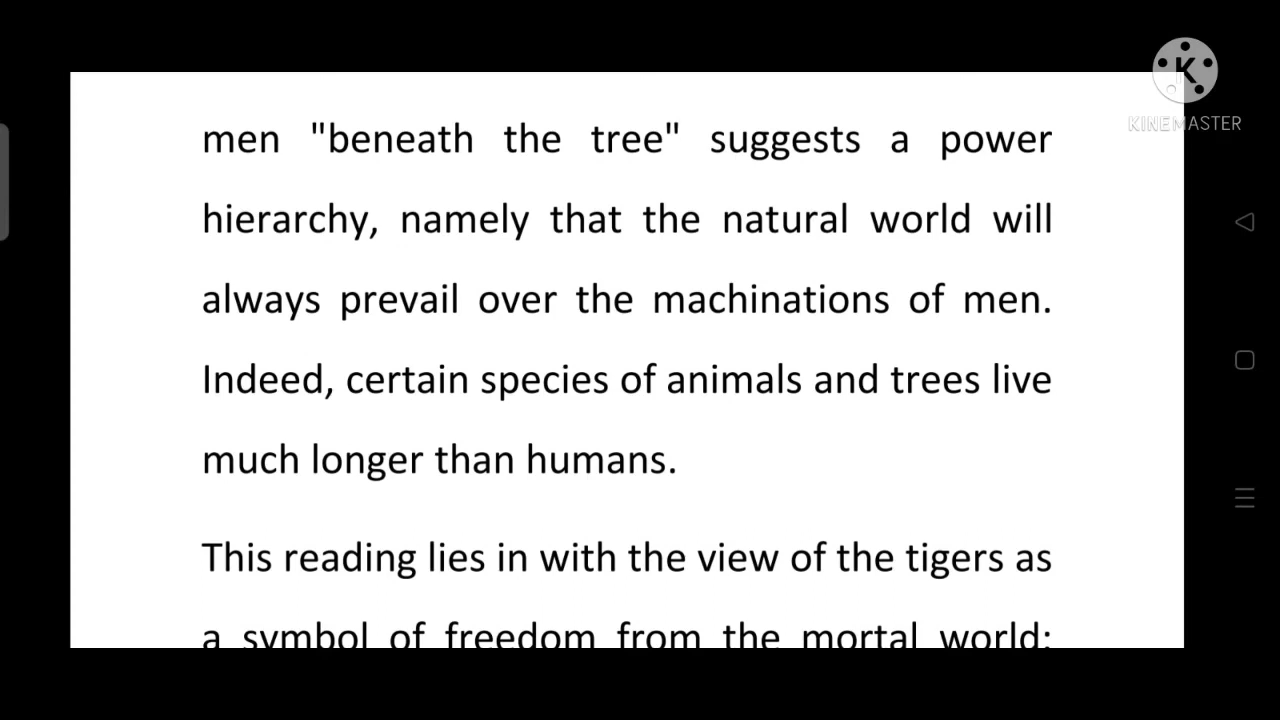 men "beneath the tree" suggests a power
hierarchy, namely that the natural world will
always prevail over the machinations of men.
Indeed, certain species of animals and trees live
much longer than humans.
This reading lies in with the view of the tigers as
a symbol of freedom from the mortal world;
KINEMASTER